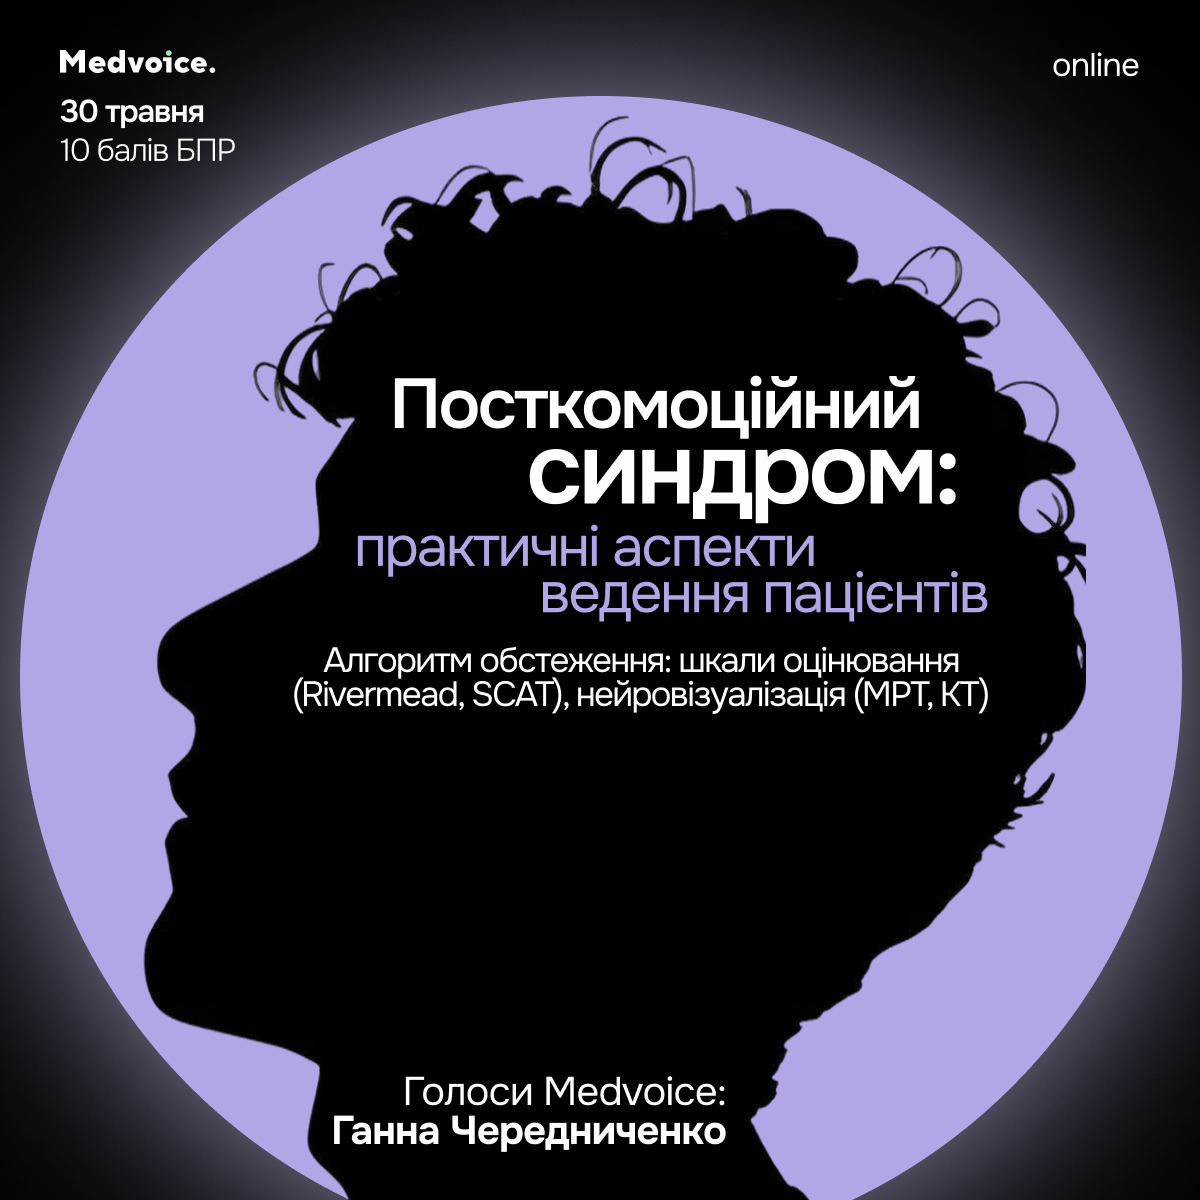 Medvoice.
30 травня
10 балів БПР
online
Посткомоційний
синдром:
практичні аспекти
ведення пацієнтів
Алгоритм обстеження: шкали оцінювання
(Rivermead, SCAT), нейровізуалізація (МРТ, КТ)
Голоси Medvoice:
Ганна Чередниченко